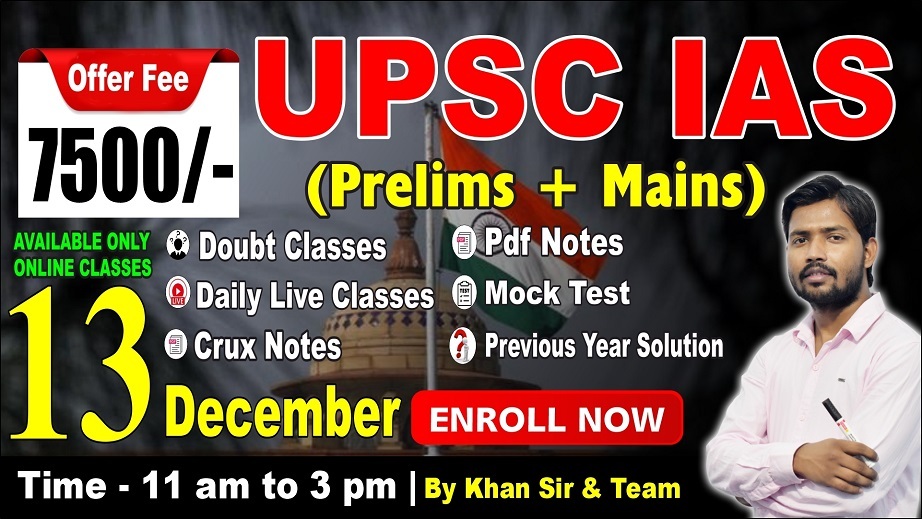 Offer Fee
7500/-
UPSC IAS
(Prelims + Mains)
AVAILABLE ONLY
ONLINE CLASSES
13
December
Doubt Classes
Daily Live Classes
LIVE
Crux Notes
Pdf Notes
Mock Test
TEST
Previous Year Solution
ENROLL NOW
Time - 11 am to 3 pm | By Khan Sir & Team